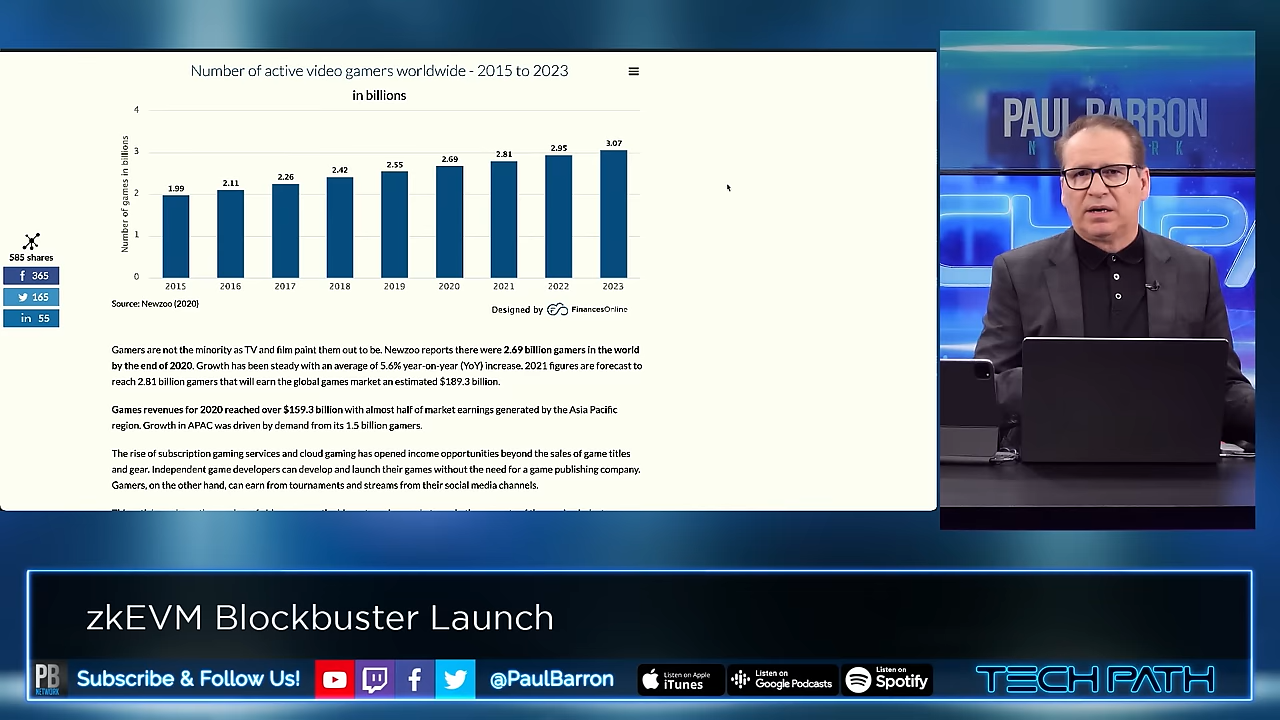 Number of active video gamers worldwide - 2015 to 2023
in billions
Number of games in billions
4
3
2
1
0
1.99
2.11
2.26
2.42
2.55
2.69
2.81
2.95
3.07
2015
2016
2017
2018
2019
2020
2021
2022
2023
Source: Newzoo (2020)
Designed by FinancesOnline
585 shares
f 365
165
in 55
Gamers are not the minority as TV and film paint them out to be. Newzoo reports there were 2.69 billion gamers in the world
by the end of 2020. Growth has been steady with an average of 5.6% year-on-year (YoY) increase. 2021 figures are forecast to
reach 2.81 billion gamers that will earn the global games market an estimated $189.3 billion.
Games revenues for 2020 reached over $159.3 billion with almost half of market earnings generated by the Asia Pacific
region. Growth in APAC was driven by demand from its 1.5 billion gamers.
The rise of subscription gaming services and cloud gaming has opened income opportunities beyond the sales of game titles
and gear. Independent game developers can develop and launch their games without the need for a game publishing company.
Gamers, on the other hand, can earn from tournaments and streams from their social media channels.
PAUL BARRON
zkEVM Blockbuster Launch
PB
NETWORK
Subscribe & Follow Us!
@PaulBarron
Listen on Apple
iTunes
Listen on
Google Podcasts
Listen on
Spotify
TECH PATH